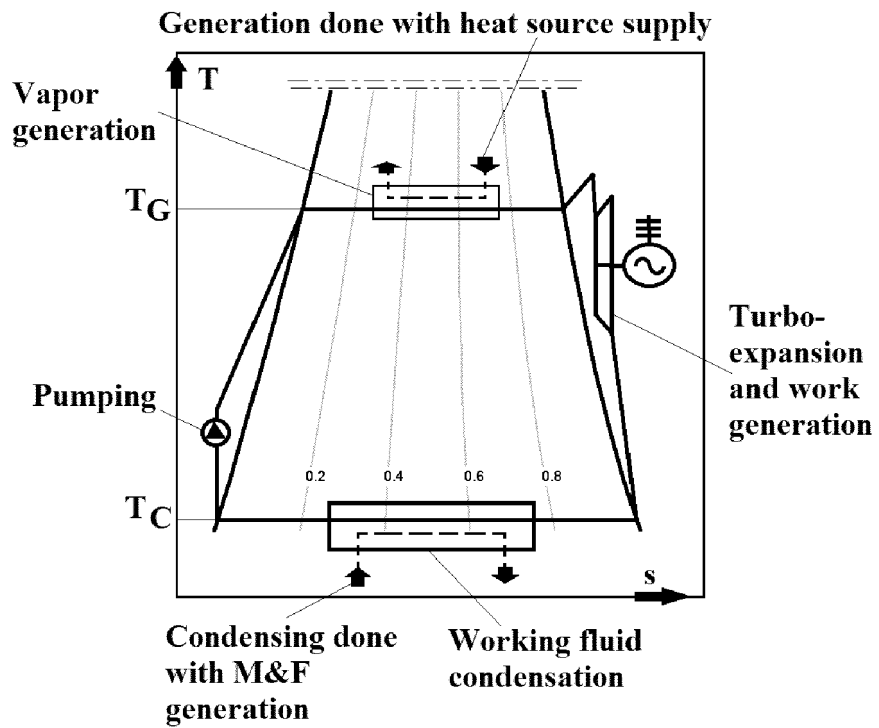 Generation done with heat source supply
T
Vapor
generation
TG
Turbo-
expansion
and work
generation
Pumping
0.2 0.4 0.6 0.8
TC
s
Condensing done
with M&F
generation
Working fluid
condensation